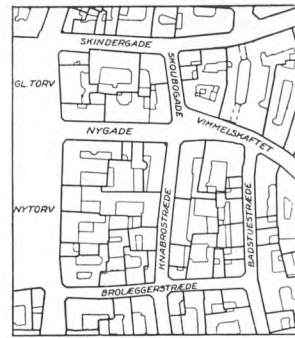 SKINDERGADE
SKOUBOGADE
GL. TORV
VIMMELSKAFTET
NYGADE
NYTORV
KNABROSTRÆDE
BADSTUESTRÆDE
BROLÆGGERSTRÆDE